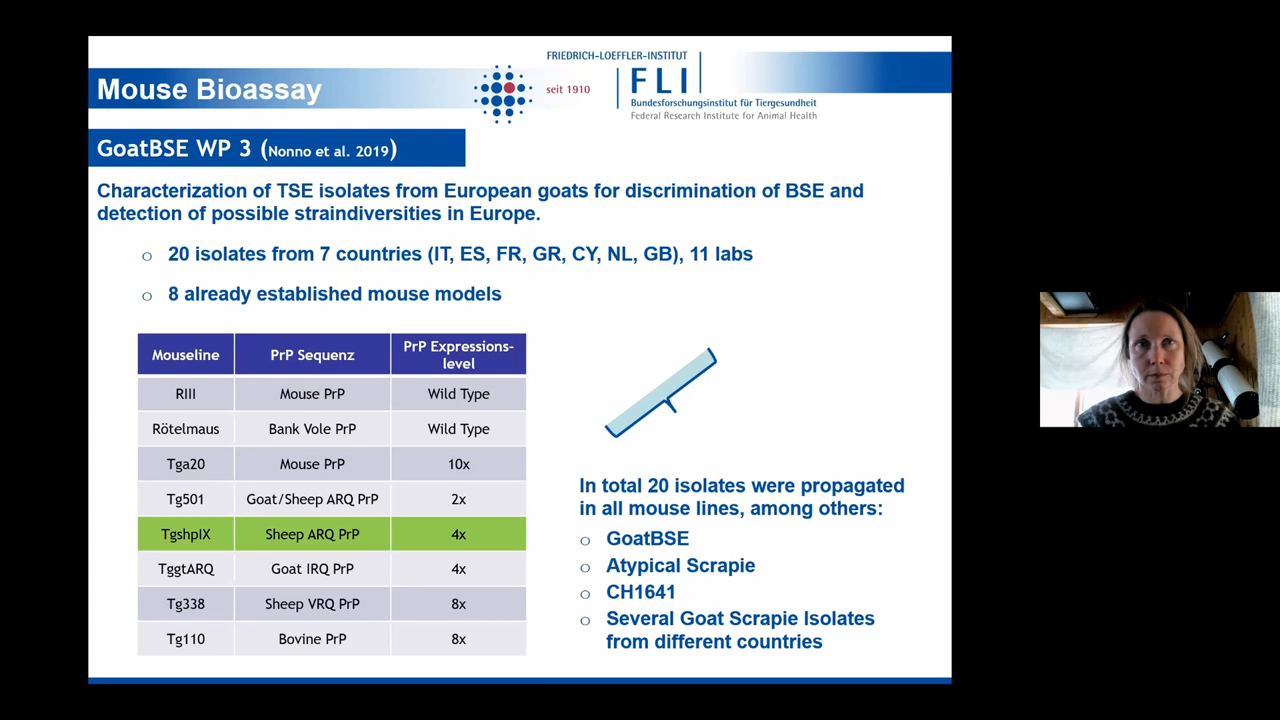 Mouse Bioassay
FRIEDRICH-LOEFFLER-INSTITUT
seit 1910
FLI
Bundesforschungsinstitut für Tiergesundheit
Federal Research Institute for Animal Health
GoatBSE WP 3 (Nonno et al. 2019)
Characterization of TSE isolates from European goats for discrimination of BSE and
detection of possible straindiversities in Europe.
o 20 isolates from 7 countries (IT, ES, FR, GR, CY, NL, GB), 11 labs
o 8 already established mouse models
Mouseline PrP Sequenz PrP Expressions-
level
RIII Mouse PrP Wild Type
Rötelmaus Bank Vole PrP Wild Type
Tga20 Mouse PrP 10x
Tg501 Goat/Sheep ARQ PrP 2x
TgshpIX Sheep ARQ PrP 4x
TggtARQ Goat IRQ PrP 4x
Tg338 Sheep VRQ PrP 8x
Tg110 Bovine PrP 8x
In total 20 isolates were propagated
in all mouse lines, among others:
o GoatBSE
o Atypical Scrapie
o CH1641
o Several Goat Scrapie Isolates
from different countries